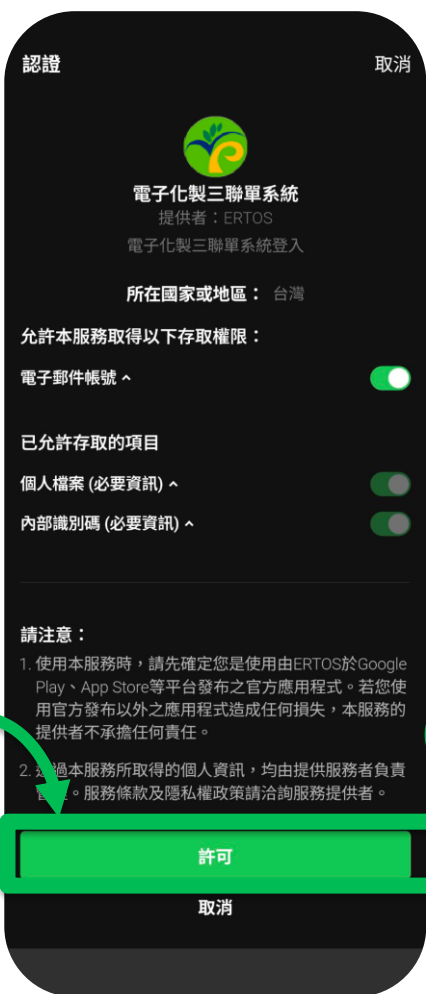 認證
取消
電子化製三聯單系統
提供者：ERTOS
電子化製三聯單系統登入
所在國家或地區： 台灣
允許本服務取得以下存取權限：
電子郵件帳號
已允許存取的項目
個人檔案 (必要資訊)
內部識別碼 (必要資訊)
請注意：
1. 使用本服務時，請先確定您是使用由ERTOS於Google
Play、App Store等平台發布之官方應用程式。若您使
用官方發布以外之應用程式造成任何損失，本服務的
提供者不承擔任何責任。
2. 過本服務所取得的個人資訊，均由提供服務者負責
。服務條款及隱私權政策請洽詢服務提供者。
許可
取消